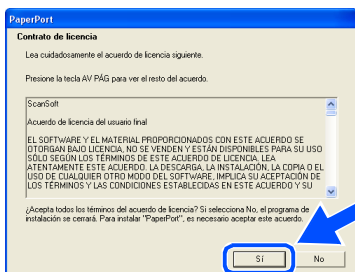 PaperPort
Contrato de licencia
Lea cuidadosamente el acuerdo de licencia siguiente.
Presione la tecla AV PÁG para ver el resto del acuerdo.
ScanSoft
Acuerdo de licencia del usuario final
EL SOFTWARE Y EL MATERIAL PROPORCIONADOS CON ESTE ACUERDO SE
OTORGAN BAJO LICENCIA, NO SE VENDEN Y ESTÁN DISPONIBLES PARA SU USO
SÓLO SEGÚN LOS TÉRMINOS DE ESTE ACUERDO DE LICENCIA, LEA
ATENTAMENTE ESTE ACUERDO. LA DESCARGA, LA INSTALACIÓN, LA COPIA O EL
USO DE CUALQUIER OTRO MODO DEL SOFTWARE, IMPLICA SU ACEPTACIÓN DE
LOS TÉRMINOS Y LAS CONDICIONES ESTABLECIDAS EN ESTE ACUERDO Y SU
¿Acepta todos los términos del acuerdo de licencia? Si selecciona No, el programa de
instalación se cerrará. Para instalar "PaperPort", es necesario aceptar este acuerdo.
Sí
No